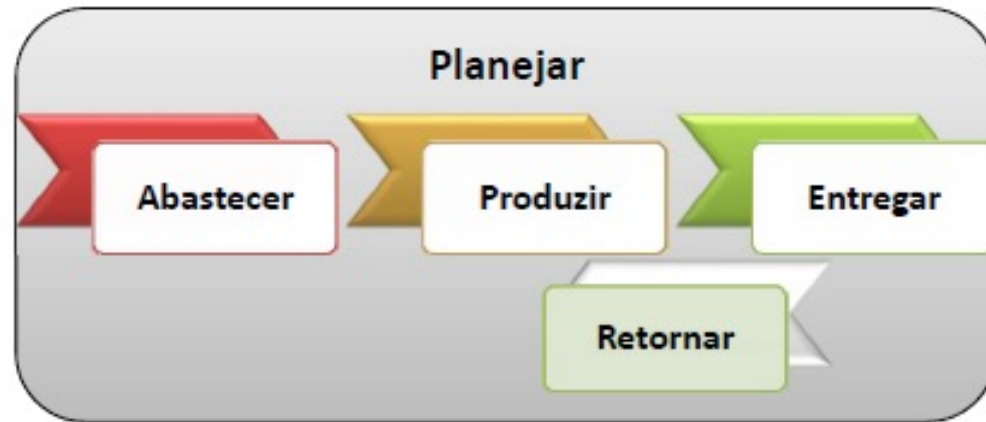 Planejar
Abastecer
Produzir
Entregar
Retornar